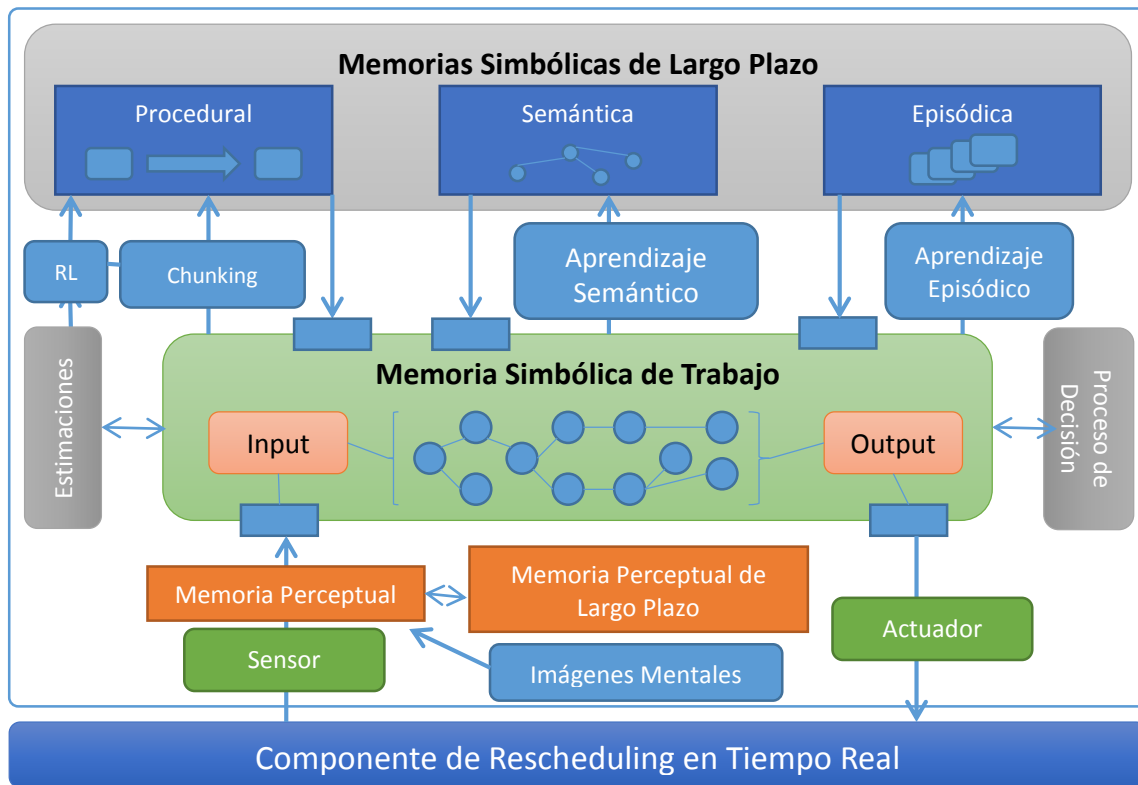 Memorias Simbólicas de Largo Plazo
Procedural
Semántica
Episódica
RL
Chunking
Aprendizaje
Semántico
Aprendizaje
Episódico
Estimaciones
Memoria Simbólica de Trabajo
Input
Output
Proceso de
Decisión
Memoria Perceptual
Memoria Perceptual de
Largo Plazo
Sensor
Imágenes Mentales
Actuador
Componente de Rescheduling en Tiempo Real